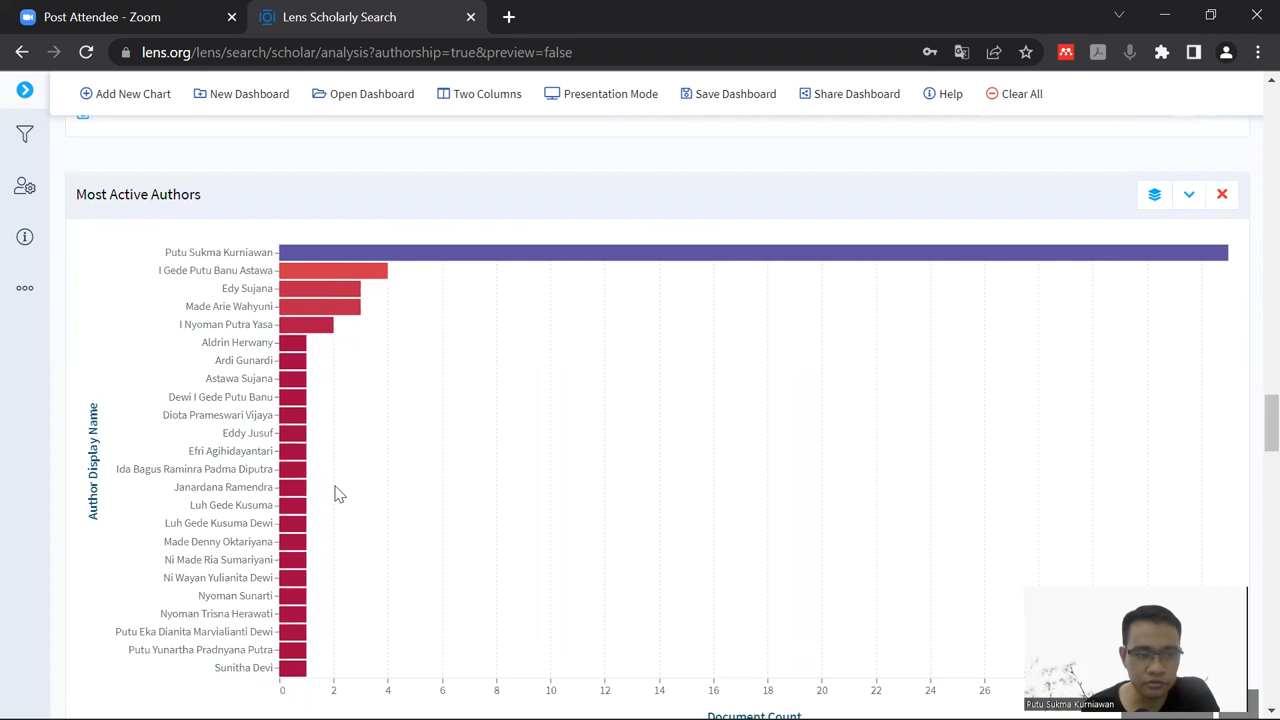 Post Attendee - Zoom
Lens Scholarly Search
lens.org/lens/search/scholar/analysis?authorship=true&preview=false
Add New Chart New Dashboard Open Dashboard Two Columns Presentation Mode Save Dashboard Share Dashboard Help Clear All
Most Active Authors
Putu Sukma Kurniawan
I Gede Putu Banu Astawa
Edy Sujana
Made Arie Wahyuni
I Nyoman Putra Yasa
Aldrin Herwany
Ardi Gunardi
Astawa Sujana
Dewi I Gede Putu Banu
Diota Prameswari Vijaya
Eddy Jusuf
Efri Agihidayantari
Ida Bagus Raminra Padma Diputra
Janardana Ramendra
Luh Gede Kusuma
Luh Gede Kusuma Dewi
Made Denny Oktariyana
Ni Made Ria Sumariyani
Ni Wayan Yulianita Dewi
Nyoman Sunarti
Nyoman Trisna Herawati
Putu Eka Dianita Marvialianti Dewi
Putu Yunartha Pradnyana Putra
Sunitha Devi
Author Display Name
0 2 4 6 8 10 12 14 16 18 20 22 24 26
Document Count
Putu Sukma Kurniawan